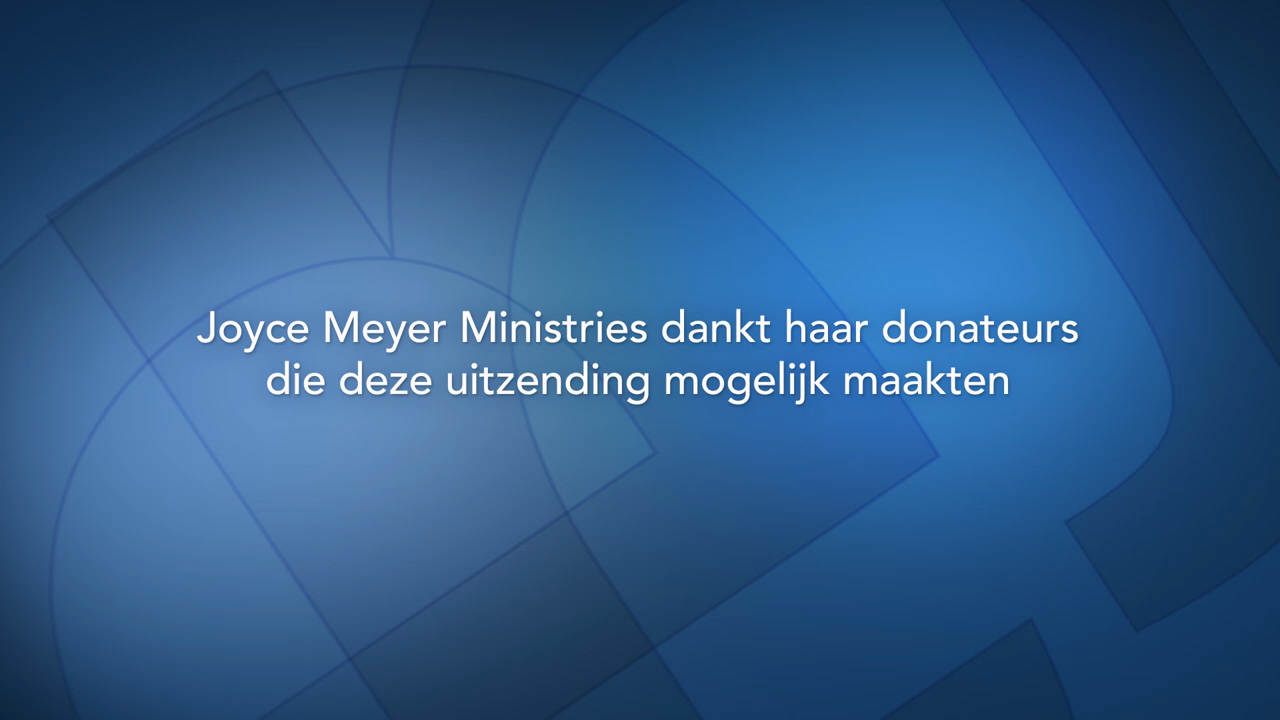 Joyce Meyer Ministries dankt haar donateurs
die deze uitzending mogelijk maakten